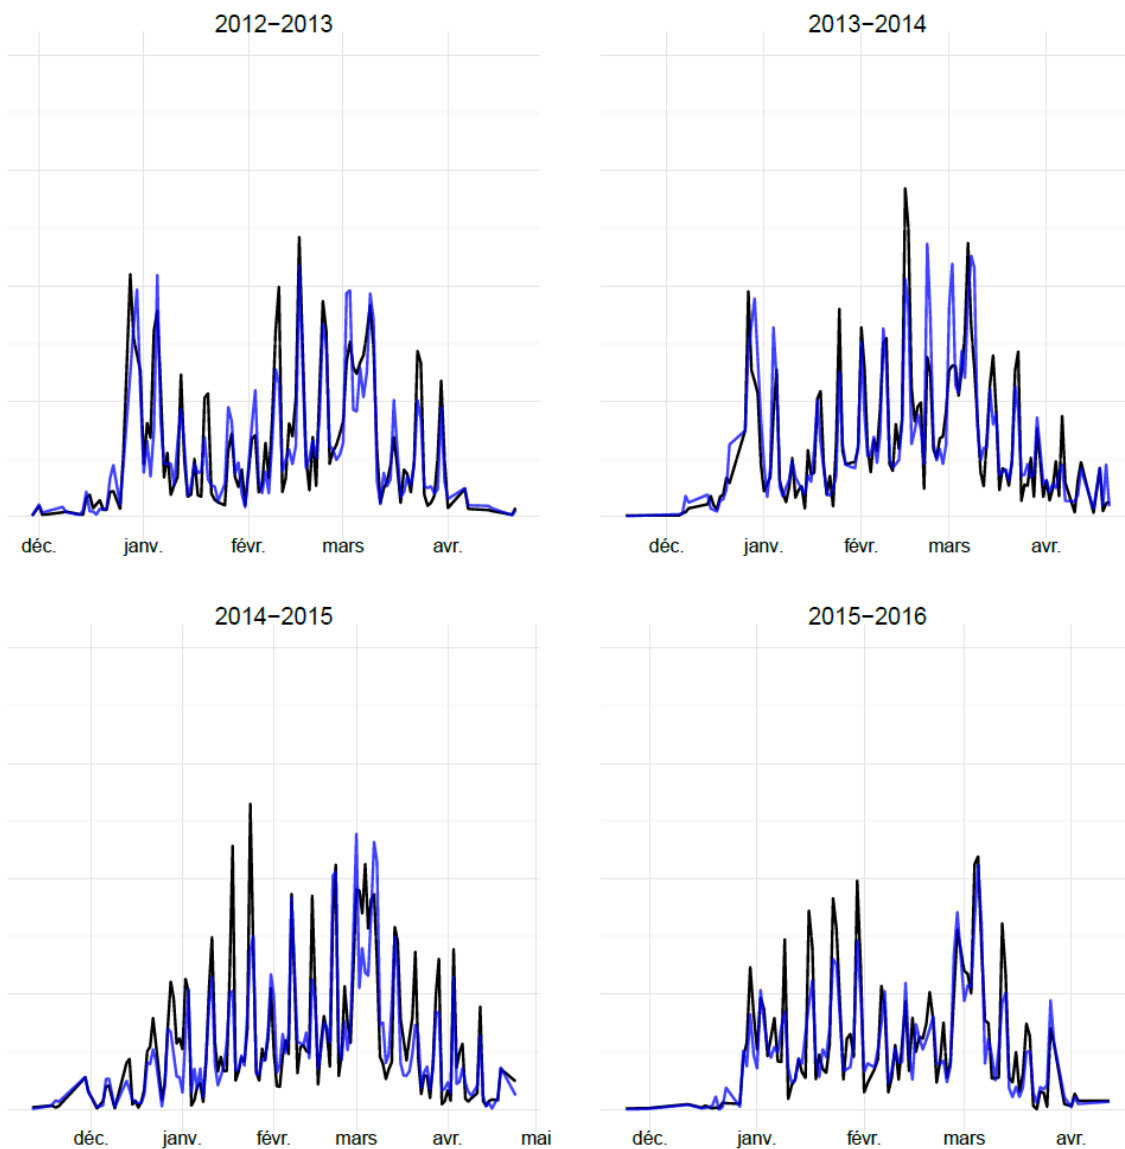 2012−2013
2013−2014
déc. janv. févr. mars avr.
déc. janv. févr. mars avr.
2014−2015
2015−2016
déc. janv. févr. mars avr. mai
déc. janv. févr. mars avr.